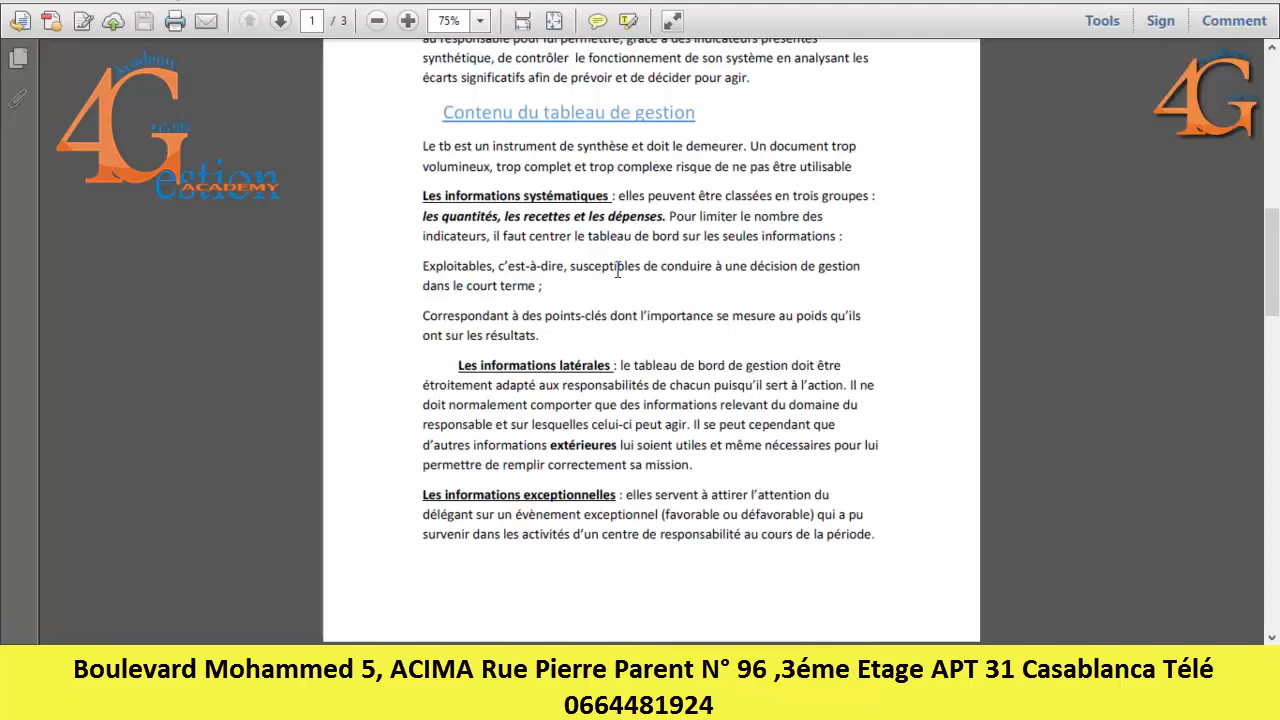 1 / 3
75%
Tools
Sign
Comment
Academy
4G
Gestion
ACADEMY
4G
au responsable pour lui permettre, grâce à des indicateurs présentés
synthétique, de contrôler le fonctionnement de son système en analysant les
écarts significatifs afin de prévoir et de décider pour agir.
Contenu du tableau de gestion
Le tb est un instrument de synthèse et doit le demeurer. Un document trop
volumineux, trop complet et trop complexe risque de ne pas être utilisable
Les informations systématiques : elles peuvent être classées en trois groupes :
les quantités, les recettes et les dépenses. Pour limiter le nombre des
indicateurs, il faut centrer le tableau de bord sur les seules informations :
Exploitables, c’est-à-dire, susceptibles de conduire à une décision de gestion
dans le court terme ;
Correspondant à des points-clés dont l’importance se mesure au poids qu’ils
ont sur les résultats.
Les informations latérales : le tableau de bord de gestion doit être
étroitement adapté aux responsabilités de chacun puisqu’il sert à l’action. Il ne
doit normalement comporter que des informations relevant du domaine du
responsable et sur lesquelles celui-ci peut agir. Il se peut cependant que
d’autres informations extérieures lui soient utiles et même nécessaires pour lui
permettre de remplir correctement sa mission.
Les informations exceptionnelles : elles servent à attirer l’attention du
délégant sur un évènement exceptionnel (favorable ou défavorable) qui a pu
survenir dans les activités d’un centre de responsabilité au cours de la période.
Boulevard Mohammed 5, ACIMA Rue Pierre Parent N° 96 ,3éme Etage APT 31 Casablanca Télé
0664481924